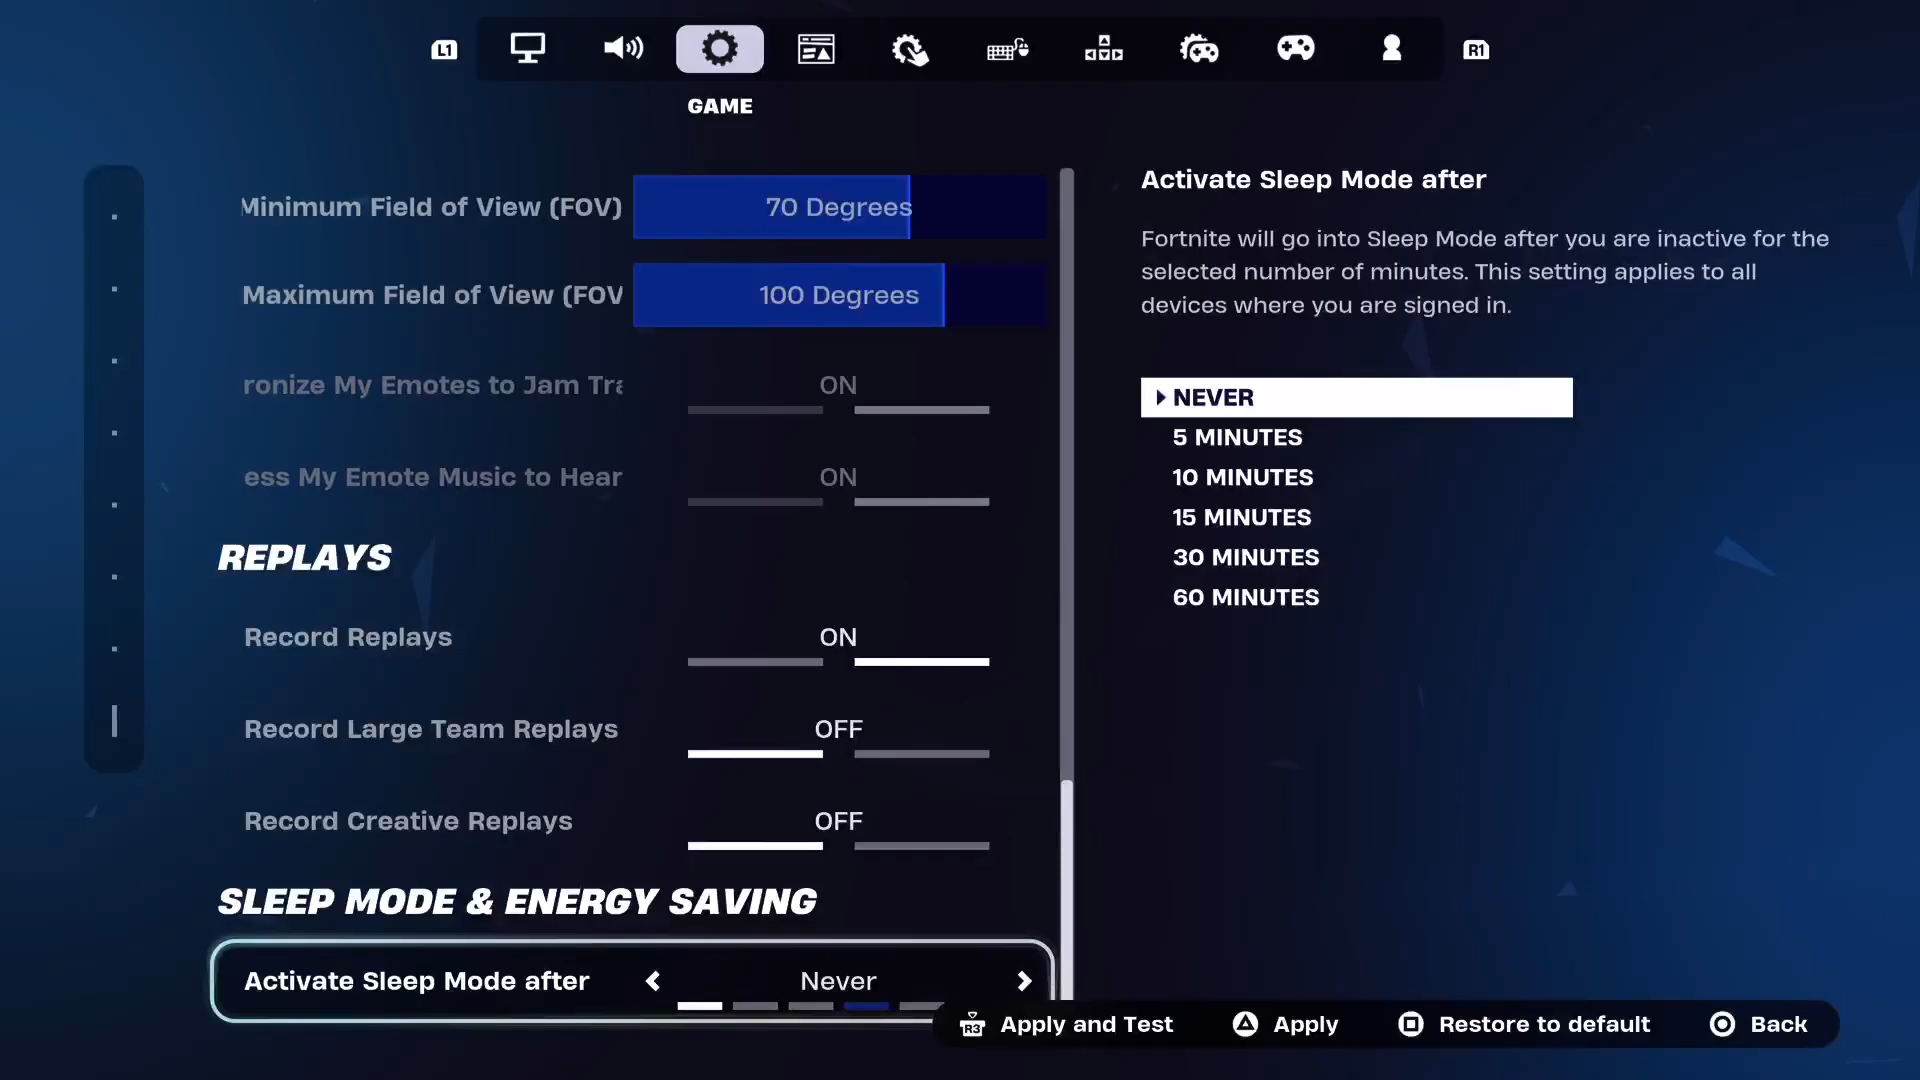 L1
R1
GAME
Minimum Field of View (FOV)
70 Degrees
Maximum Field of View (FOV
100 Degrees
ronize My Emotes to Jam Tra
ON
ess My Emote Music to Hear
ON
REPLAYS
Record Replays
ON
Record Large Team Replays
OFF
Record Creative Replays
OFF
SLEEP MODE & ENERGY SAVING
Activate Sleep Mode after
Never
Activate Sleep Mode after
Fortnite will go into Sleep Mode after you are inactive for the
selected number of minutes. This setting applies to all
devices where you are signed in.
NEVER
5 MINUTES
10 MINUTES
15 MINUTES
30 MINUTES
60 MINUTES
R3 Apply and Test
Apply
Restore to default
Back